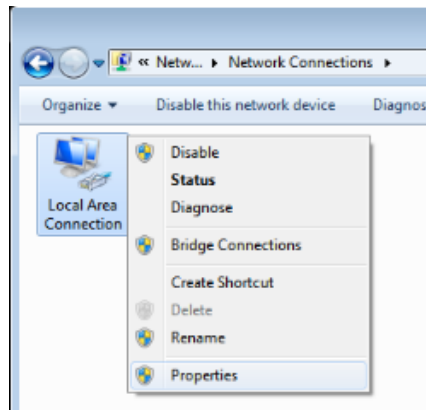 « Netw... ▸ Network Connections ▸
Organize ▾ Disable this network device Diagnos
Local Area
Connection
Disable
Status
Diagnose
Bridge Connections
Create Shortcut
Delete
Rename
Properties